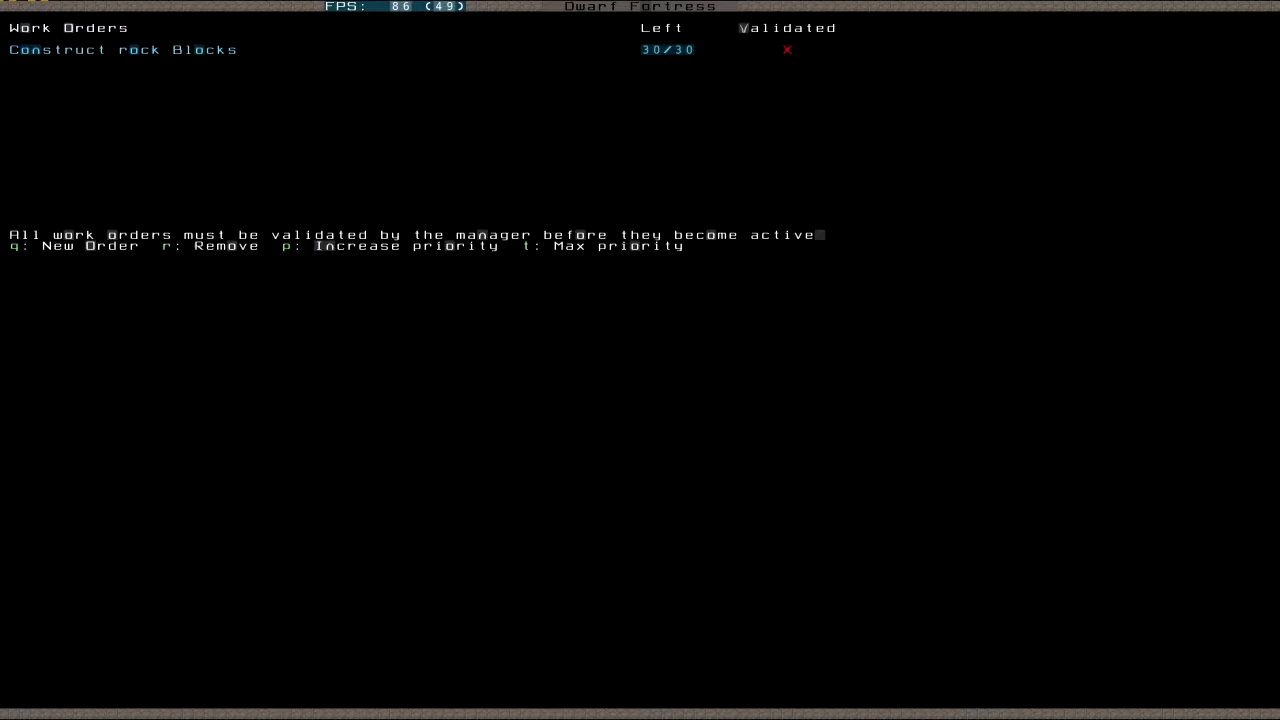 FPS: 86 (49) Dwarf Fortress
Work Orders Left Validated
Construct rock Blocks 30/30 X
All work orders must be validated by the manager before they become active
q: New Order r: Remove p: Increase priority t: Max priority